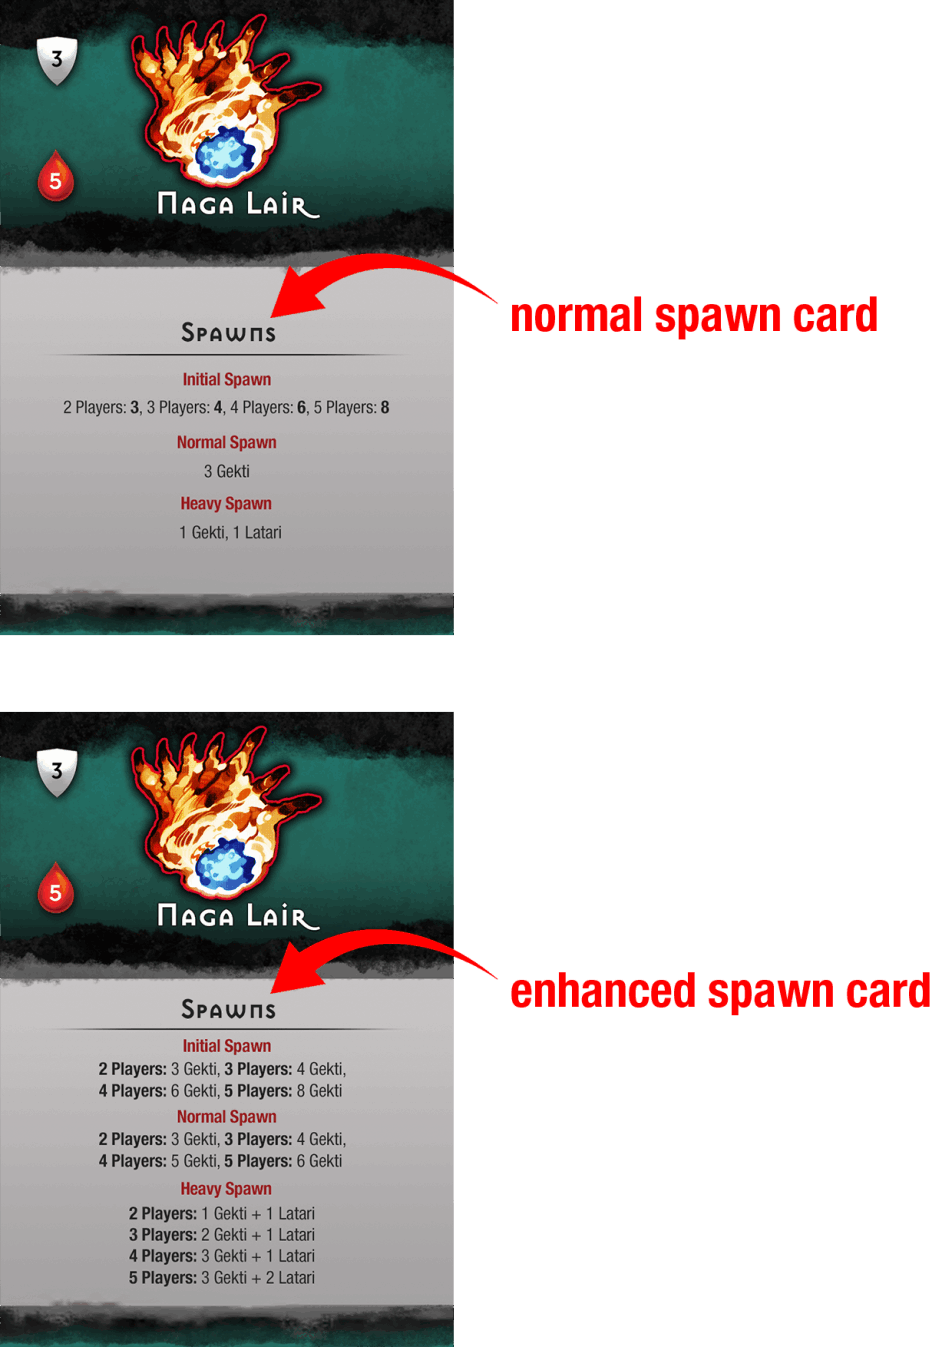 3
5
Naga Lair
normal spawn card
Spawns
Initial Spawn
2 Players: 3, 3 Players: 4, 4 Players: 6, 5 Players: 8
Normal Spawn
3 Gekti
Heavy Spawn
1 Gekti, 1 Latari
3
5
Naga Lair
enhanced spawn card
Spawns
Initial Spawn
2 Players: 3 Gekti, 3 Players: 4 Gekti,
4 Players: 6 Gekti, 5 Players: 8 Gekti
Normal Spawn
2 Players: 3 Gekti, 3 Players: 4 Gekti,
4 Players: 5 Gekti, 5 Players: 6 Gekti
Heavy Spawn
2 Players: 1 Gekti + 1 Latari
3 Players: 2 Gekti + 1 Latari
4 Players: 3 Gekti + 1 Latari
5 Players: 3 Gekti + 2 Latari